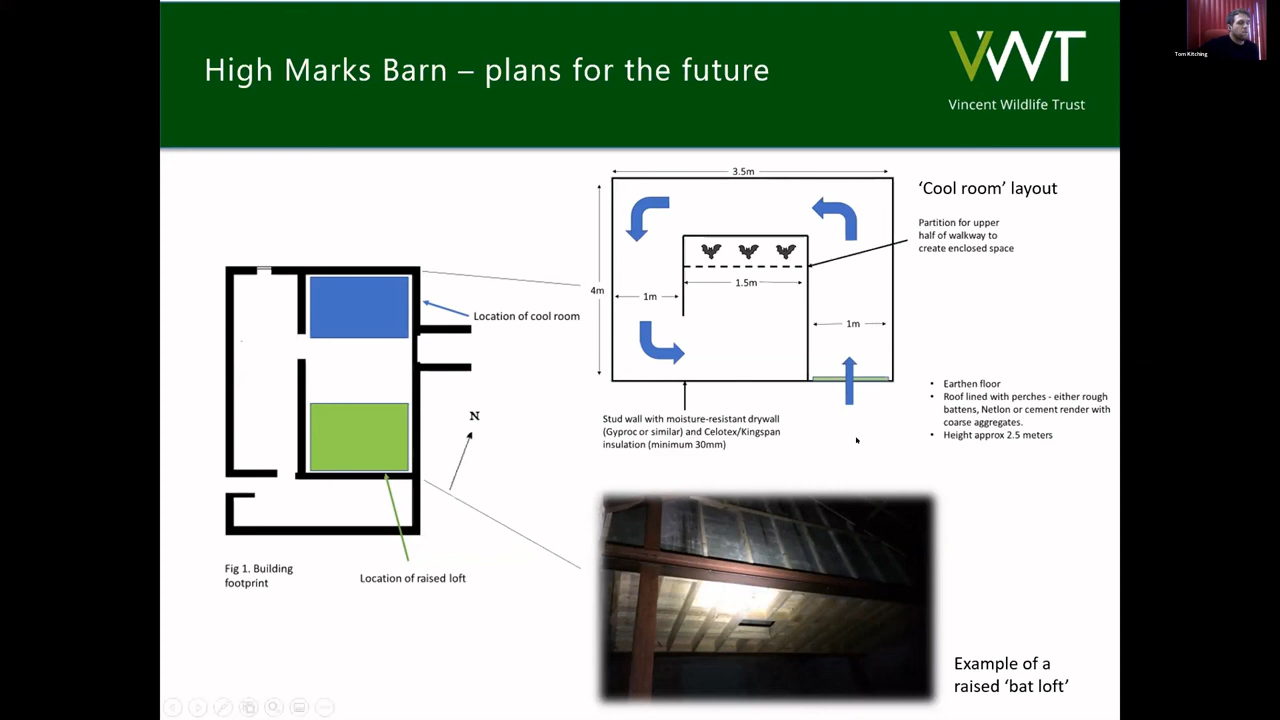 High Marks Barn – plans for the future
VWT
Vincent Wildlife Trust
Tom Kitching
3.5m
'Cool room' layout
Partition for upper
half of walkway to
create enclosed space
4m
1m
1.5m
1m
Location of cool room
N
Stud wall with moisture-resistant drywall
(Gyproc or similar) and Celotex/Kingspan
insulation (minimum 30mm)
• Earthen floor
• Roof lined with perches - either rough
battens, Netlon or cement render with
coarse aggregates.
• Height approx 2.5 meters
Fig 1. Building
footprint
Location of raised loft
Example of a
raised 'bat loft'